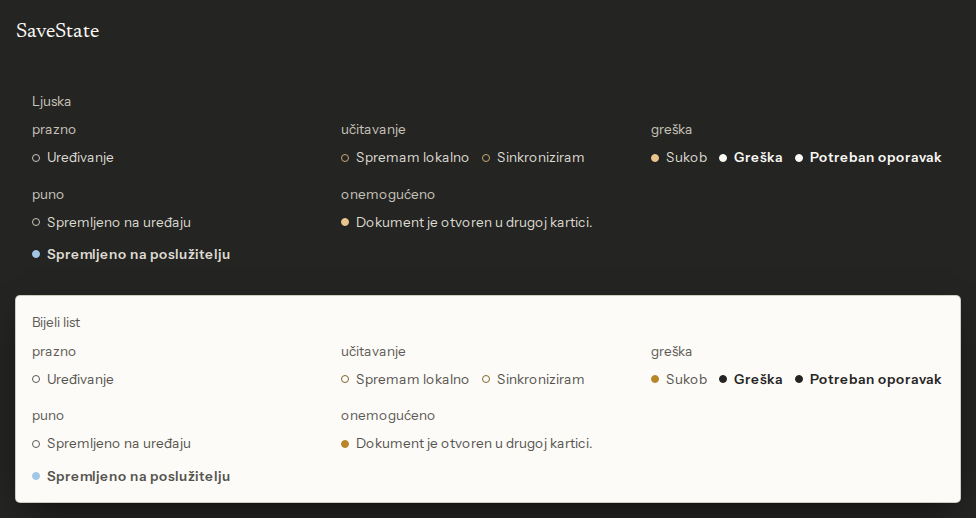 SaveState
Ljuska
prazno učitavanje greška
Uređivanje Spremam lokalno Sinkroniziram Sukob Greška Potreban oporavak
puno onemogućeno
Spremljeno na uređaju Dokument je otvoren u drugoj kartici.
Spremljeno na poslužitelju
Bijeli list
prazno učitavanje greška
Uređivanje Spremam lokalno Sinkroniziram Sukob Greška Potreban oporavak
puno onemogućeno
Spremljeno na uređaju Dokument je otvoren u drugoj kartici.
Spremljeno na poslužitelju